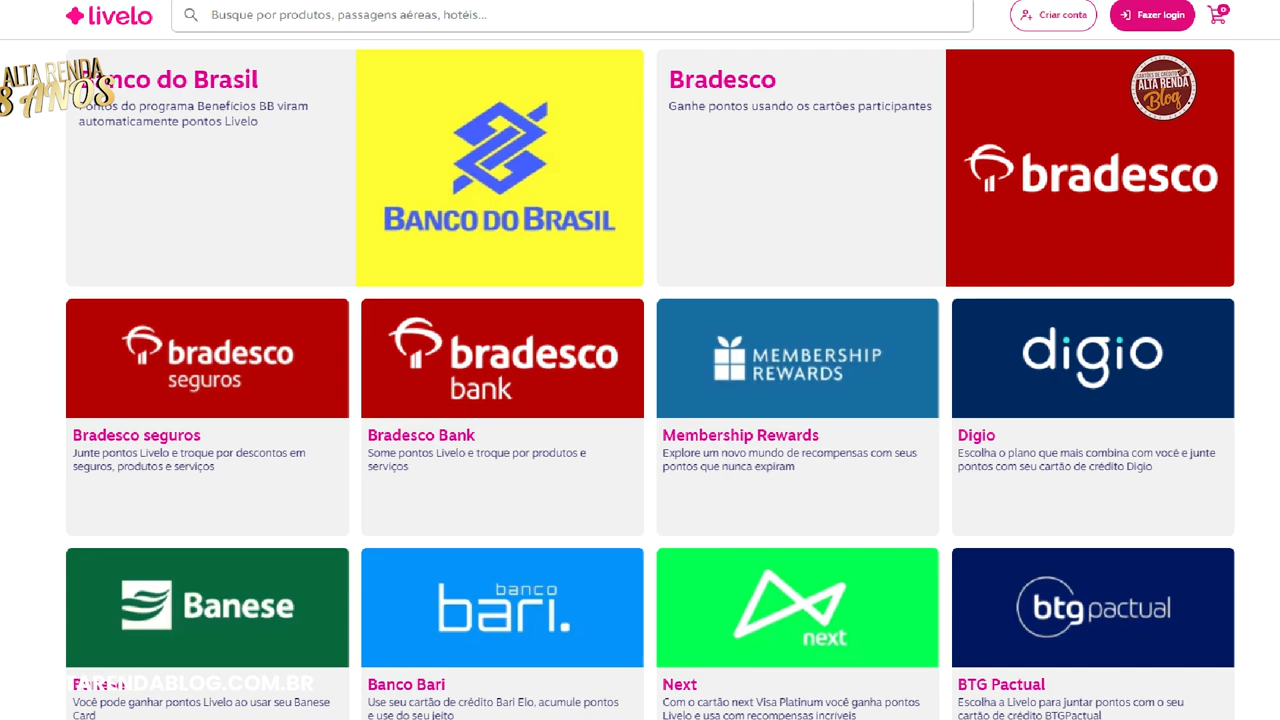 livelo
Busque por produtos, passagens aéreas, hotéis...
Criar conta
Fazer login
0
ALTA RENDA
8 ANOS
Banco do Brasil
Pontos do programa Benefícios BB viram
automaticamente pontos Livelo
BANCO DO BRASIL
Bradesco
Ganhe pontos usando os cartões participantes
CARTÕES DE CRÉDITO
ALTA RENDA
Blog
bradesco
bradesco
seguros
Bradesco seguros
Junte pontos Livelo e troque por descontos em
seguros, produtos e serviços
bradesco
bank
Bradesco Bank
Some pontos Livelo e troque por produtos e
serviços
MEMBERSHIP
REWARDS
Membership Rewards
Explore um novo mundo de recompensas com seus
pontos que nunca expiram
digio
Digio
Escolha o plano que mais combina com você e junte
pontos com seu cartão de crédito Digio
Banese
Banese
TARENDABLOG.COM.BR
Você pode ganhar pontos Livelo ao usar seu Banese
Card
banco
bari.
Banco Bari
Use seu cartão de crédito Bari Elo, acumule pontos
e use do seu jeito
next
Next
Com o cartão next Visa Platinum você ganha pontos
Livelo e usa com recompensas incríveis
btg pactual
BTG Pactual
Escolha a Livelo para juntar pontos com o seu
cartão de crédito BTGPactual